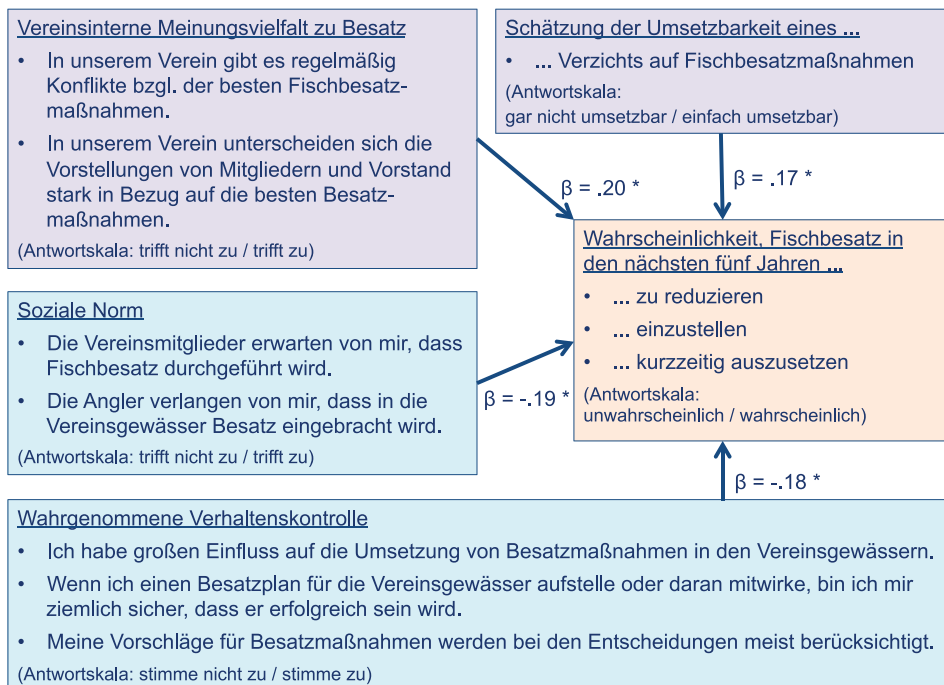 Vereinsinterne Meinungsvielfalt zu Besatz
• In unserem Verein gibt es regelmäßig
Konflikte bzgl. der besten Fischbesatz-
maßnahmen.
• In unserem Verein unterscheiden sich die
Vorstellungen von Mitgliedern und Vorstand
stark in Bezug auf die besten Besatz-
maßnahmen.
(Antwortskala: trifft nicht zu / trifft zu)
Schätzung der Umsetzbarkeit eines ...
• ... Verzichts auf Fischbesatzmaßnahmen
(Antwortskala:
gar nicht umsetzbar / einfach umsetzbar)
β = .20 *
β = .17 *
Wahrscheinlichkeit, Fischbesatz in
den nächsten fünf Jahren ...
• ... zu reduzieren
• ... einzustellen
• ... kurzzeitig auszusetzen
(Antwortskala:
unwahrscheinlich / wahrscheinlich)
Soziale Norm
• Die Vereinsmitglieder erwarten von mir, dass
Fischbesatz durchgeführt wird.
• Die Angler verlangen von mir, dass in die
Vereinsgewässer Besatz eingebracht wird.
(Antwortskala: trifft nicht zu / trifft zu)
β = -.19 *
β = -.18 *
Wahrgenommene Verhaltenskontrolle
• Ich habe großen Einfluss auf die Umsetzung von Besatzmaßnahmen in den Vereinsgewässern.
• Wenn ich einen Besatzplan für die Vereinsgewässer aufstelle oder daran mitwirke, bin ich mir
ziemlich sicher, dass er erfolgreich sein wird.
• Meine Vorschläge für Besatzmaßnahmen werden bei den Entscheidungen meist berücksichtigt.
(Antwortskala: stimme nicht zu / stimme zu)